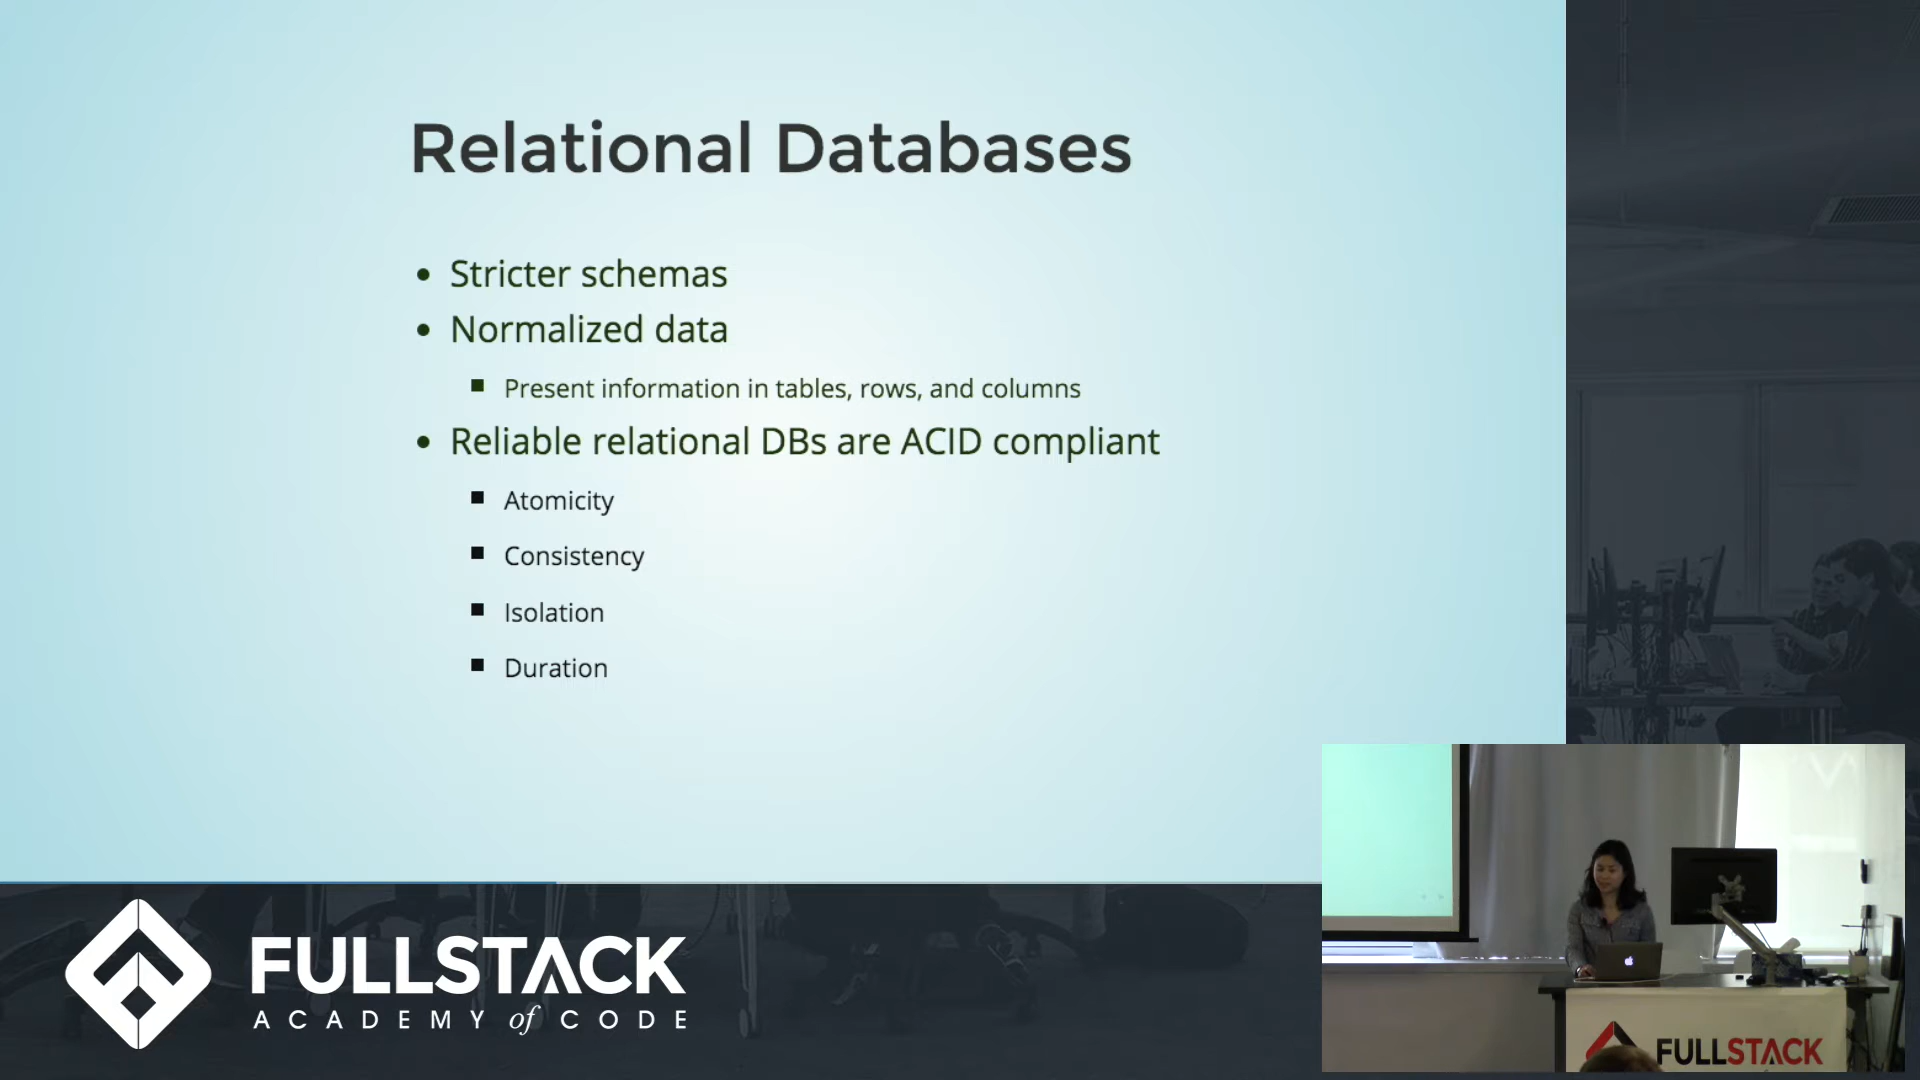 Relational Databases
Stricter schemas
Normalized data
Present information in tables, rows, and columns
Reliable relational DBs are ACID compliant
Atomicity
Consistency
Isolation
Duration
FULLSTACK
ACADEMY of CODE
FULLSTACK